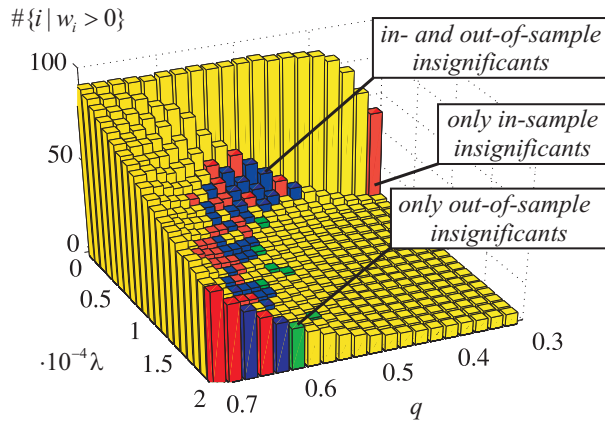 #{i | w_i > 0}
100
50
0
0
0.5
1
1.5
2
·10⁻⁴λ
0.7
0.6
0.5
0.4
0.3
q
in- and out-of-sample
insignificants
only in-sample
insignificants
only out-of-sample
insignificants